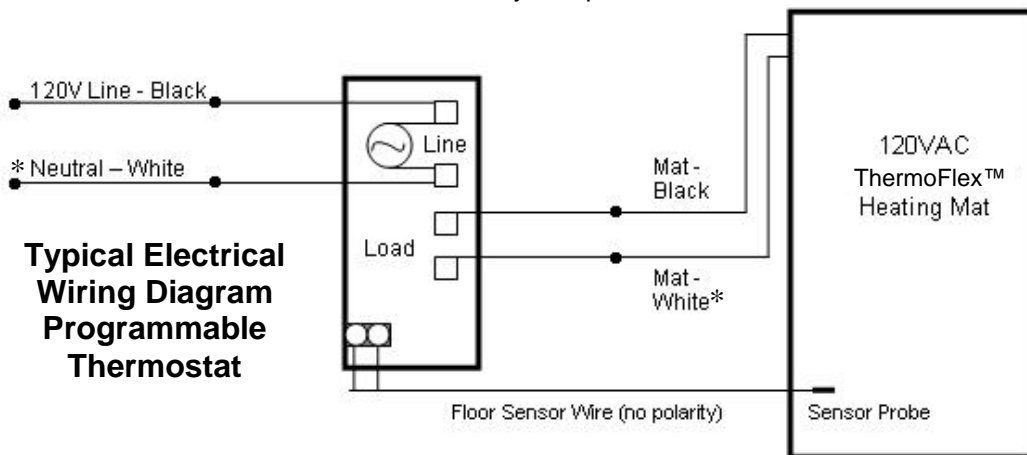 120V Line - Black
* Neutral – White
Line
Load
Typical Electrical
Wiring Diagram
Programmable
Thermostat
Mat -
Black
Mat -
White*
120VAC
ThermoFlex™
Heating Mat
Floor Sensor Wire (no polarity)
Sensor Probe